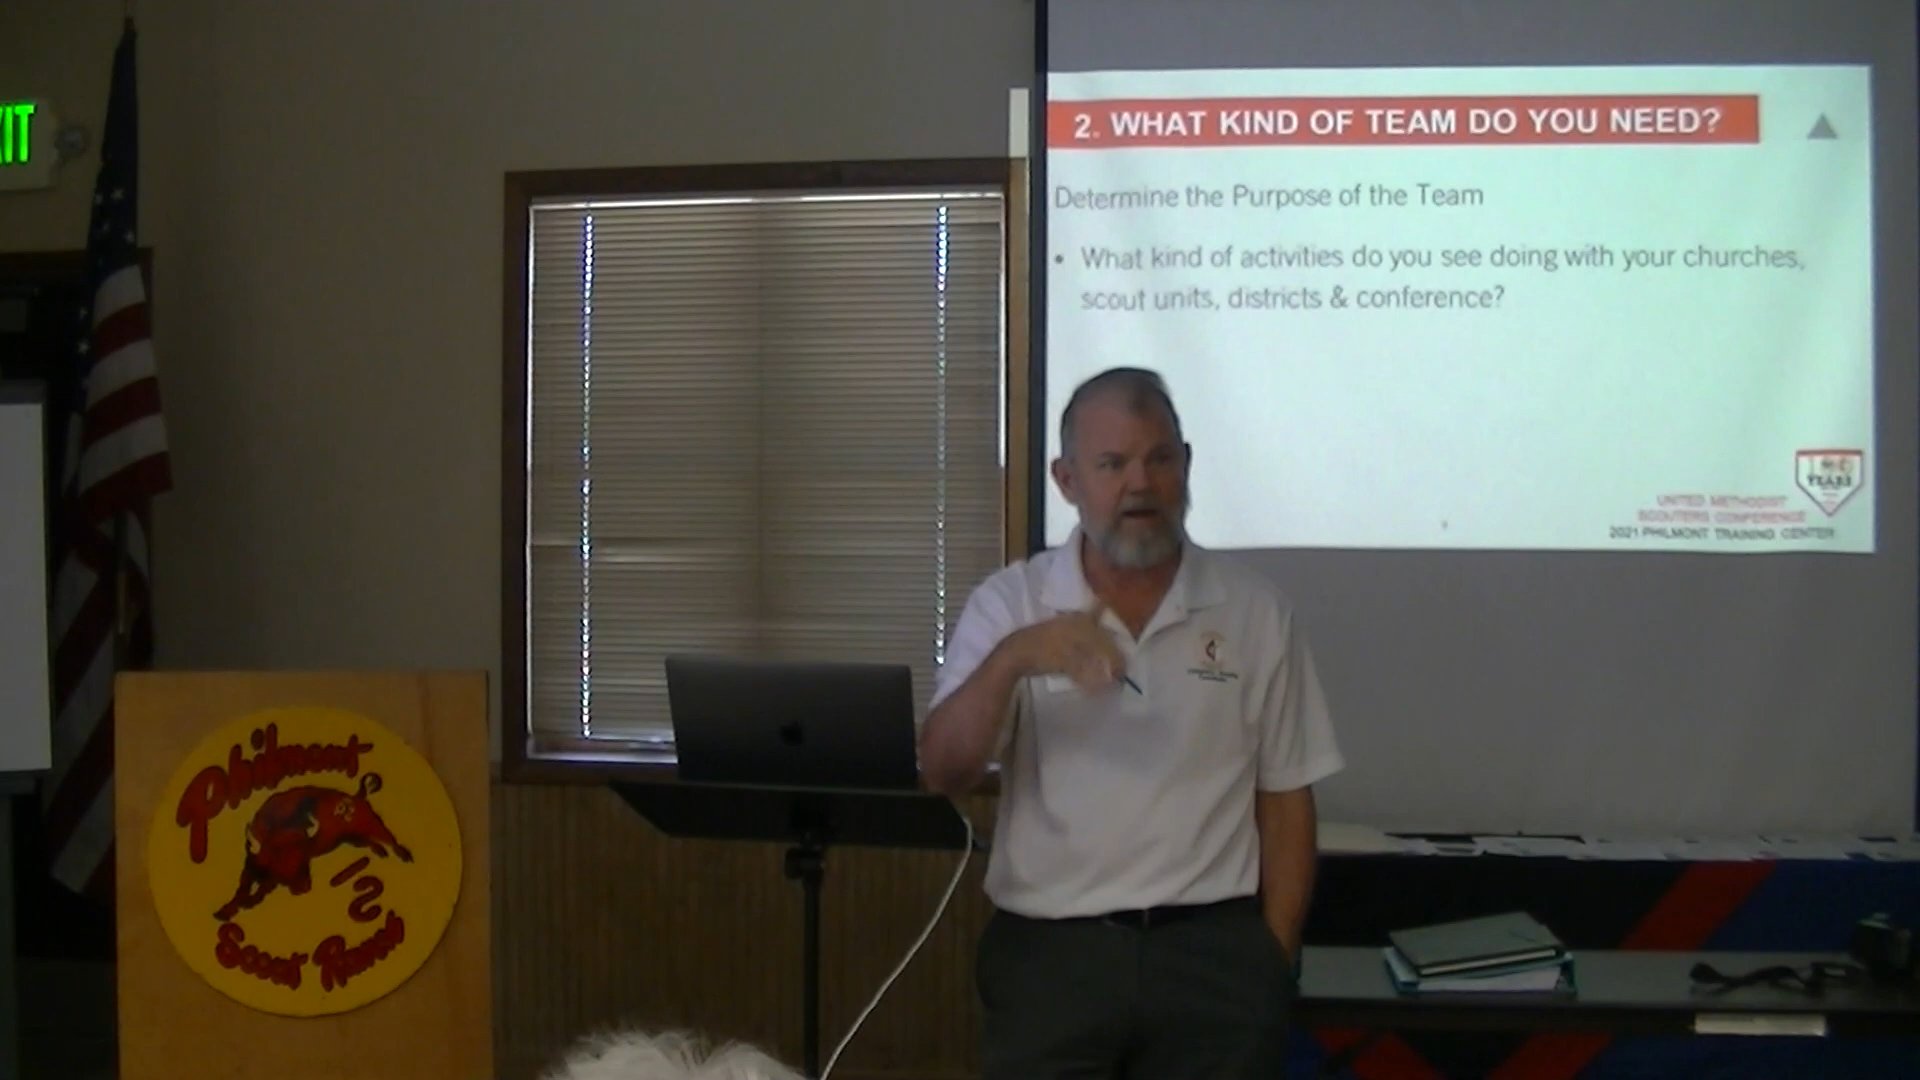 XIT
2. WHAT KIND OF TEAM DO YOU NEED?
Determine the Purpose of the Team
• What kind of activities do you see doing with your churches,
scout units, districts & conference?
YEARS
UNITED METHODIST
SCOUTERS CONFERENCE
2021 PHILMONT TRAINING CENTER
Philmont
Scout Ranch